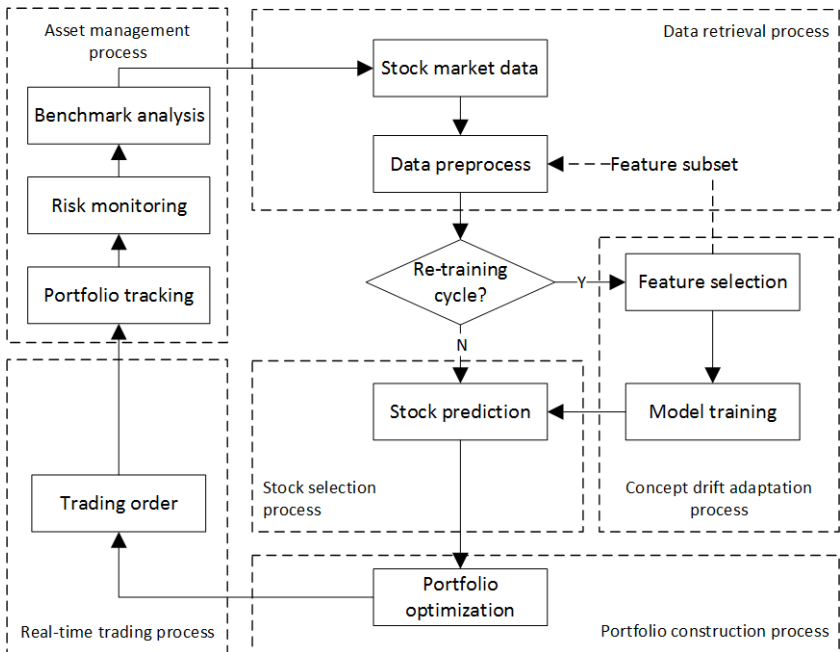 Asset management
process
Data retrieval process
Stock market data
Benchmark analysis
Data preprocess
Feature subset
Risk monitoring
Re-training
cycle?
Y
Feature selection
Portfolio tracking
N
Stock prediction
Model training
Stock selection
process
Concept drift adaptation
process
Trading order
Portfolio
optimization
Real-time trading process
Portfolio construction process